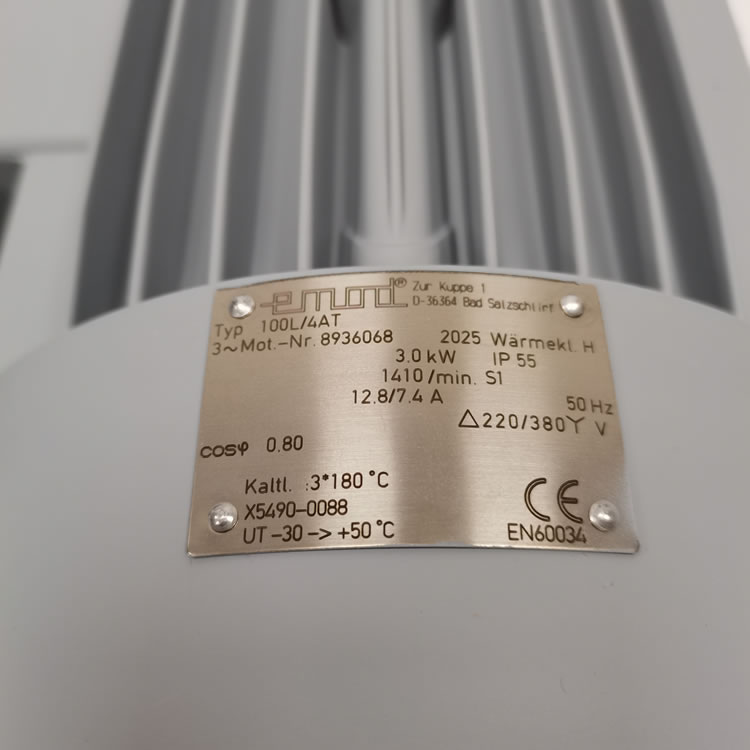 emod® Zur Kuppe 1
D-36364 Bad Salzschlirf
Typ 100L/4AT
3~Mot.-Nr. 8936068 2025 Wärmekl. H
3.0 kW IP 55
1410/min. S1
12.8/7.4 A 50 Hz
△220/380Y V
cosφ 0.80
Kaltl. :3*180°C
X5490-0088
UT -30 -> +50°C
CE
EN60034